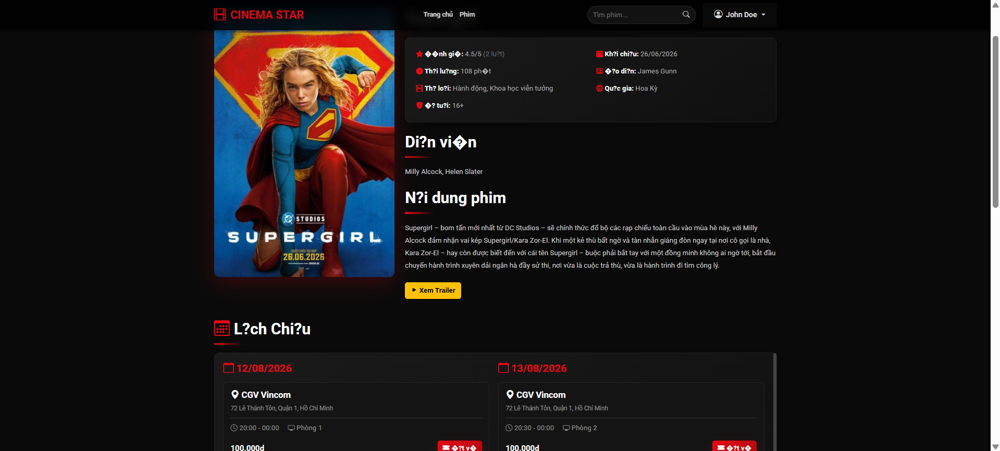 CINEMA STAR
Trang chủ Phim
Tìm phim...
John Doe
��nh gi�: 4.5/5 (2 lu?t)
Kh?i chi?u: 26/06/2026
Th?i lu?ng: 108 ph�t
�?o di?n: James Gunn
Th? lo?i: Hành động, Khoa học viễn tưởng
Qu?c gia: Hoa Kỳ
�? tu?i: 16+
STUDIOS
SUPERGIRL
KHỞI CHIẾU TẠI RẠP
26.06.2026
IMAX
Di?n vi�n
Milly Alcock, Helen Slater
N?i dung phim
Supergirl – bom tấn mới nhất từ DC Studios – sẽ chính thức đổ bộ các rạp chiếu toàn cầu vào mùa hè này, với Milly
Alcock đảm nhận vai kép Supergirl/Kara Zor-El. Khi một kẻ thù bất ngờ và tàn nhẫn giáng đòn ngay tại nơi cô gọi là nhà,
Kara Zor-El – hay còn được biết đến với cái tên Supergirl – buộc phải bắt tay với một đồng minh không ai ngờ tới, bắt đầu
chuyến hành trình xuyên dải ngân hà đầy sử thi, nơi vừa là cuộc trả thù, vừa là hành trình đi tìm công lý.
Xem Trailer
L?ch Chi?u
12/08/2026
CGV Vincom
72 Lê Thánh Tôn, Quận 1, Hồ Chí Minh
20:00 - 00:00 Phòng 1
100.000đ
�?t v�
13/08/2026
CGV Vincom
72 Lê Thánh Tôn, Quận 1, Hồ Chí Minh
20:30 - 00:00 Phòng 2
100.000đ
�?t v�